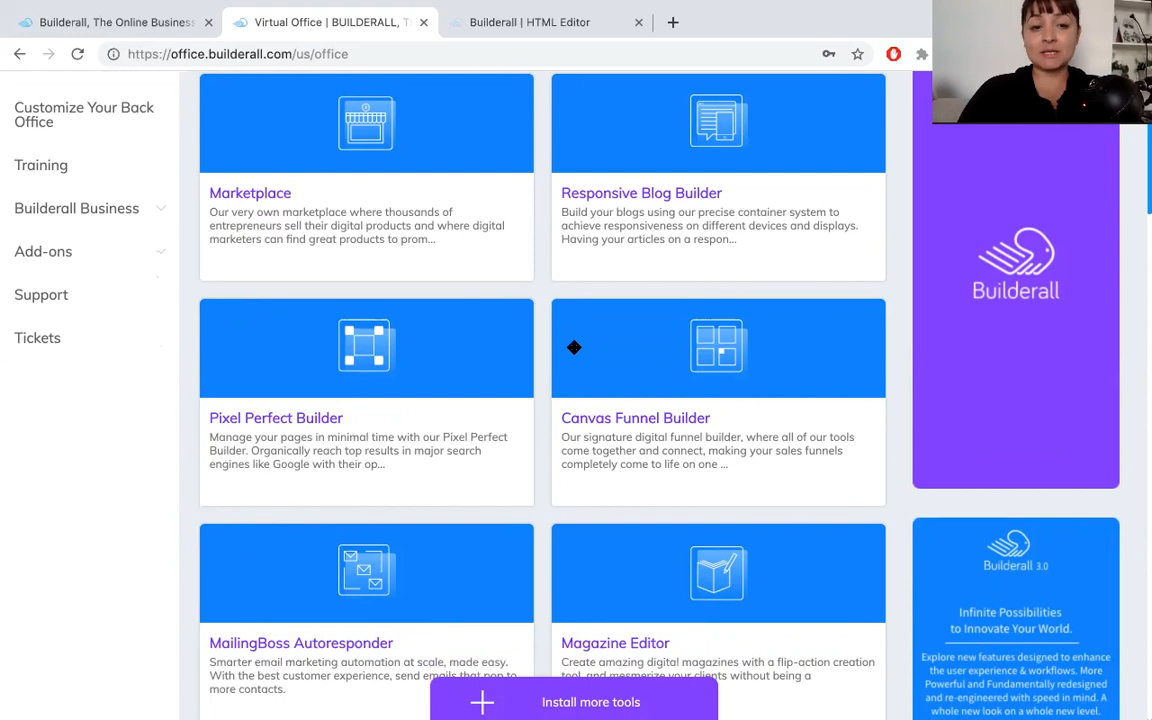 Builderall, The Online Business
Virtual Office | BUILDERALL, T
Builderall | HTML Editor
https://office.builderall.com/us/office
Customize Your Back
Office
Training
Builderall Business
Add-ons
Support
Tickets
Marketplace
Our very own marketplace where thousands of
entrepreneurs sell their digital products and where digital
marketers can find great products to prom...
Responsive Blog Builder
Build your blogs using our precise container system to
achieve responsiveness on different devices and displays.
Having your articles on a respon...
Pixel Perfect Builder
Manage your pages in minimal time with our Pixel Perfect
Builder. Organically reach top results in major search
engines like Google with their op...
Canvas Funnel Builder
Our signature digital funnel builder, where all of our tools
come together and connect, making your sales funnels
completely come to life on one ...
MailingBoss Autoresponder
Smarter email marketing automation at scale, made easy.
With the best customer experience, send emails that pop to
more contacts.
Magazine Editor
Create amazing digital magazines with a flip-action creation
tool, and mesmerize your clients without being a
Install more tools
Builderall
Builderall 3.0
Infinite Possibilities
to Innovate Your World.
Explore new features designed to enhance
the user experience & workflows. More
Powerful and Fundamentally redesigned
and re-engineered with speed in mind. A
whole new look on a whole new level.